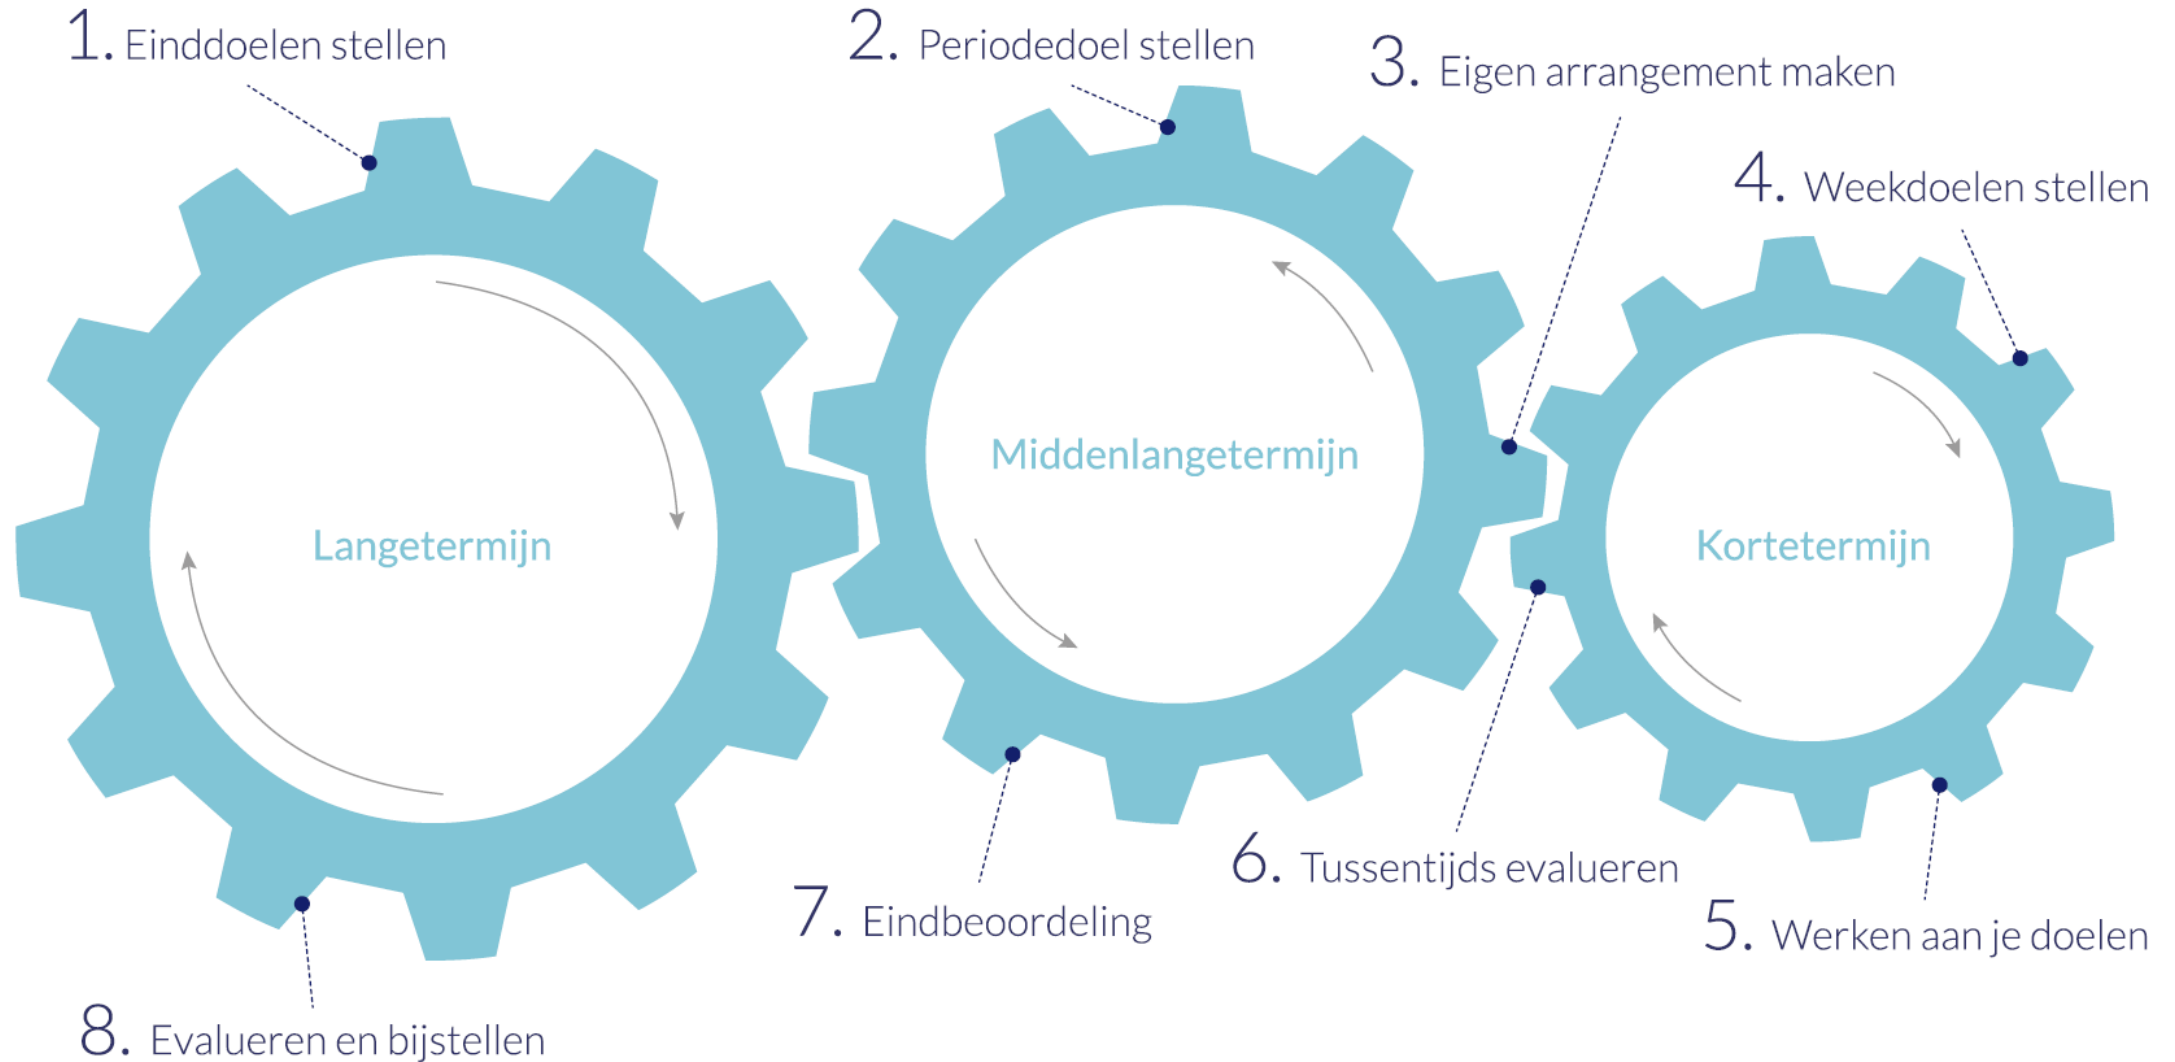 1. Einddoelen stellen
2. Periodedoel stellen
3. Eigen arrangement maken
4. Weekdoelen stellen
Langetermijn
Middenlangetermijn
Kortetermijn
5. Werken aan je doelen
6. Tussentijds evalueren
7. Eindbeoordeling
8. Evalueren en bijstellen